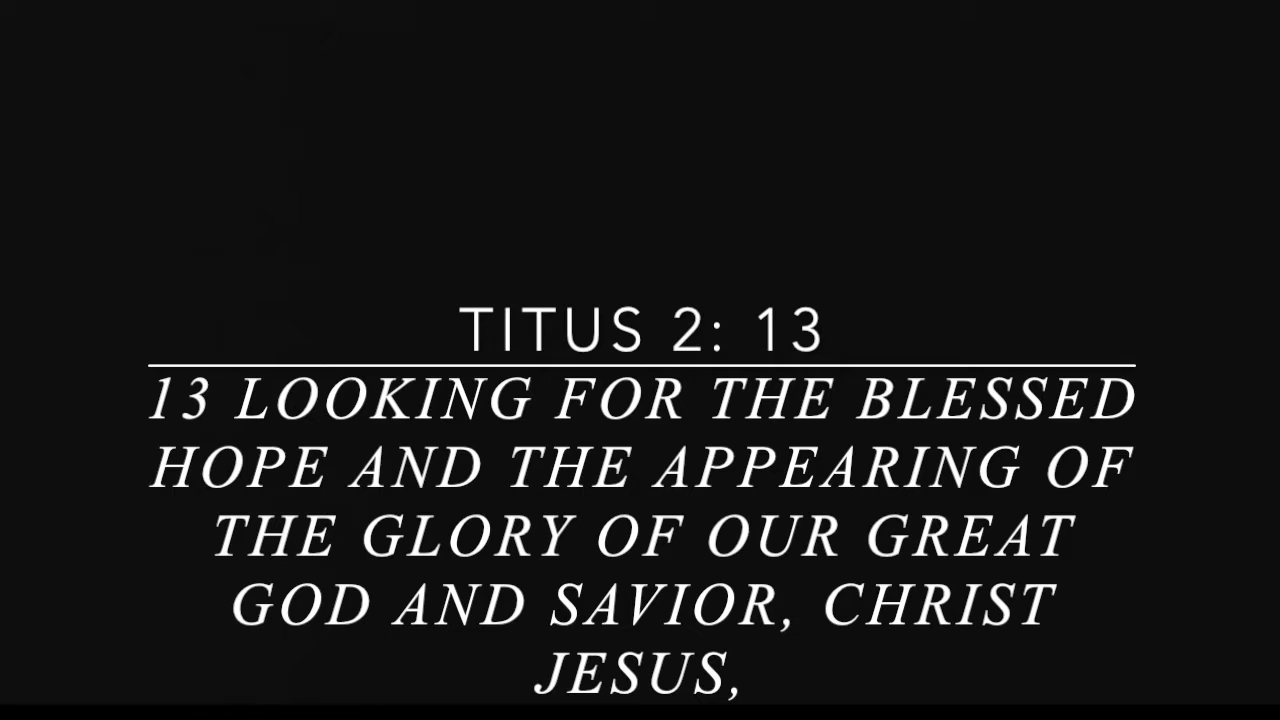 TITUS 2: 13
13 LOOKING FOR THE BLESSED
HOPE AND THE APPEARING OF
THE GLORY OF OUR GREAT
GOD AND SAVIOR, CHRIST
JESUS,